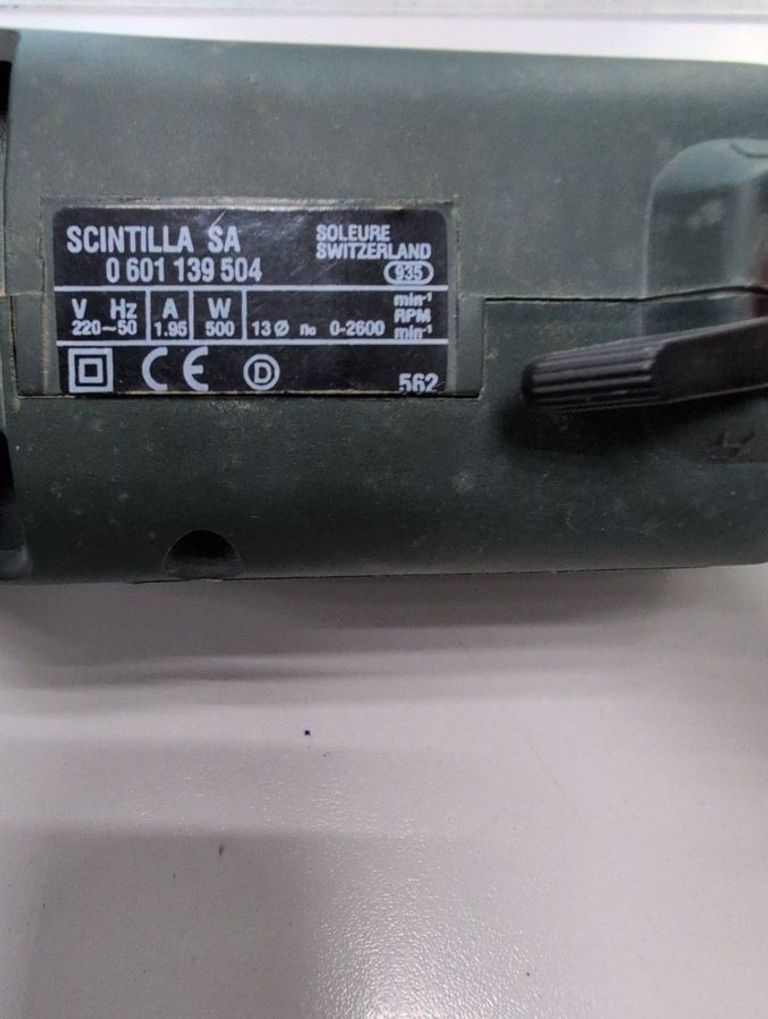 SCINTILLA SA
SOLEURE
SWITZERLAND
0 601 139 504
935
V Hz A W
220~50 1.95 500 13 Ø n₀ 0-2600
min⁻¹
RPM
min⁻¹
CE D 562